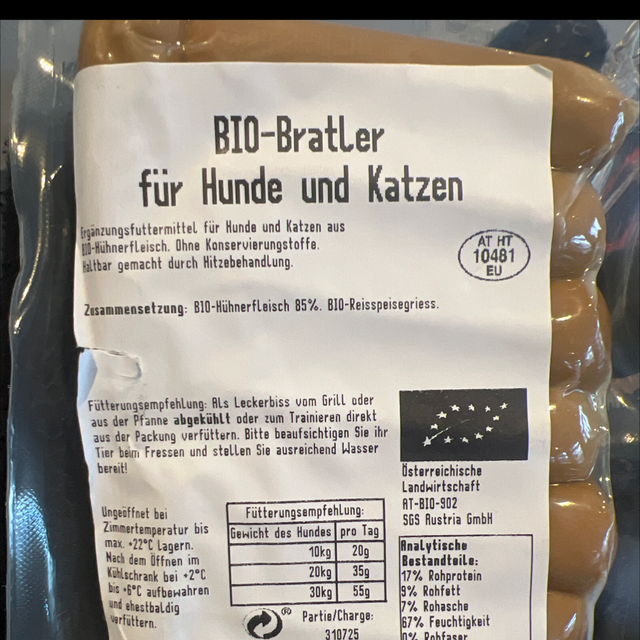 BIO-Bratler
für Hunde und Katzen
Ergänzungsfuttermittel für Hunde und Katzen aus
BIO-Hühnerfleisch. Ohne Konservierungsstoffe.
Haltbar gemacht durch Hitzebehandlung.
AT HT
10481
EU
Zusammensetzung: BIO-Hühnerfleisch 85%. BIO-Reisspeisegriess.
Fütterungsempfehlung: Als Leckerbiss vom Grill oder
aus der Pfanne abgekühlt oder zum Trainieren direkt
aus der Packung verfüttern. Bitte beaufsichtigen Sie ihr
Tier beim Fressen und stellen Sie ausreichend Wasser
bereit!
Österreichische
Landwirtschaft
AT-BIO-902
SGS Austria GmbH
Ungeöffnet bei
Zimmertemperatur bis
max. +22°C Lagern.
Nach dem Öffnen im
Kühlschrank bei +2°C
bis +6°C aufbewahren
und ehestbaldig
verfüttern.
Fütterungsempfehlung:
Gewicht des Hundes pro Tag
10kg 20g
20kg 35g
30kg 55g
® Partie/Charge:
310725
Analytische
Bestandteile:
17% Rohprotein
9% Rohfett
7% Rohasche
67% Feuchtigkeit
0% Rohfaser